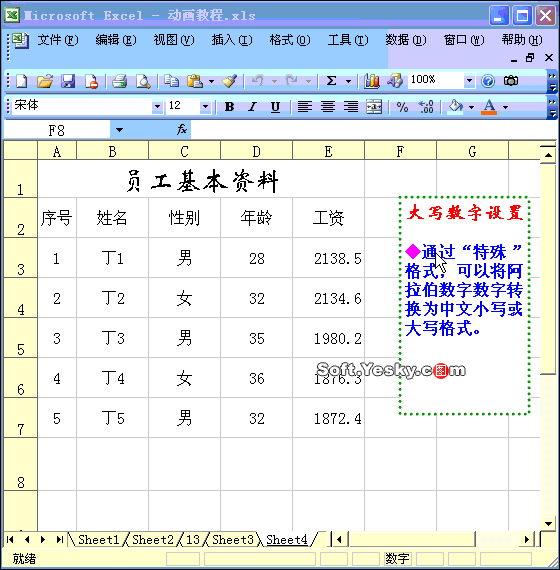 Microsoft Excel - 动画教程.xls
文件(F) 编辑(E) 视图(V) 插入(I) 格式(O) 工具(T) 数据(D) 窗口(W) 帮助(H)
Σ 100%
宋体 12 B I U % .00
F8 fx
A B C D E F G
1 员工基本资料
2 序号 姓名 性别 年龄 工资
3 1 丁1 男 28 2138.5
4 2 丁2 女 32 2134.6
5 3 丁3 男 35 1980.2
6 4 丁4 女 36 1876.3
7 5 丁5 男 32 1872.4
8
大写数字设置
◆通过“特殊”
格式，可以将阿
拉伯数字数字转
换为中文小写或
大写格式。
Soft.Yesky.c图m
Sheet1 Sheet2 13 Sheet3 Sheet4
就绪 数字